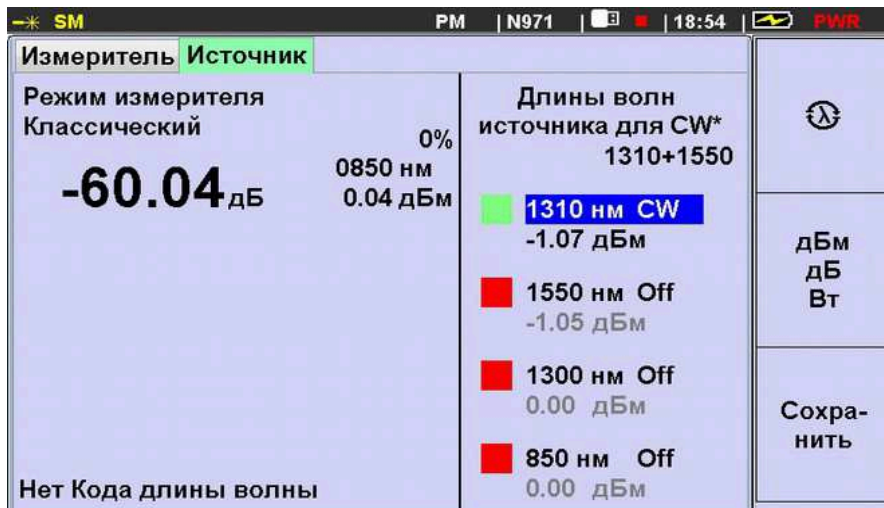 SM PM | N971 | | 18:54 | PWR
Измеритель Источник
Режим измерителя
Классический
0%
0850 нм
-60.04 дБ
0.04 дБм
Нет Кода длины волны
Длины волн
источника для CW*
1310+1550
1310 нм CW
-1.07 дБм
1550 нм Off
-1.05 дБм
1300 нм Off
0.00 дБм
850 нм Off
0.00 дБм
λ
дБм
дБ
Вт
Сохра-
нить